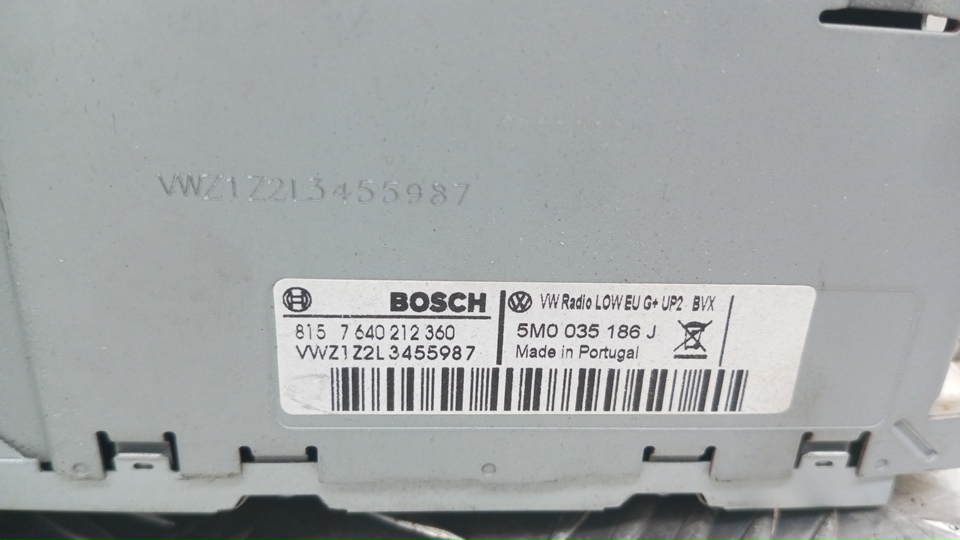 VWZ1Z2L3455987
BOSCH
815 7 640 212 360
VWZ1Z2L3455987
VW Radio LOW EU G+ UP2 BVX
5M0 035 186 J
Made in Portugal